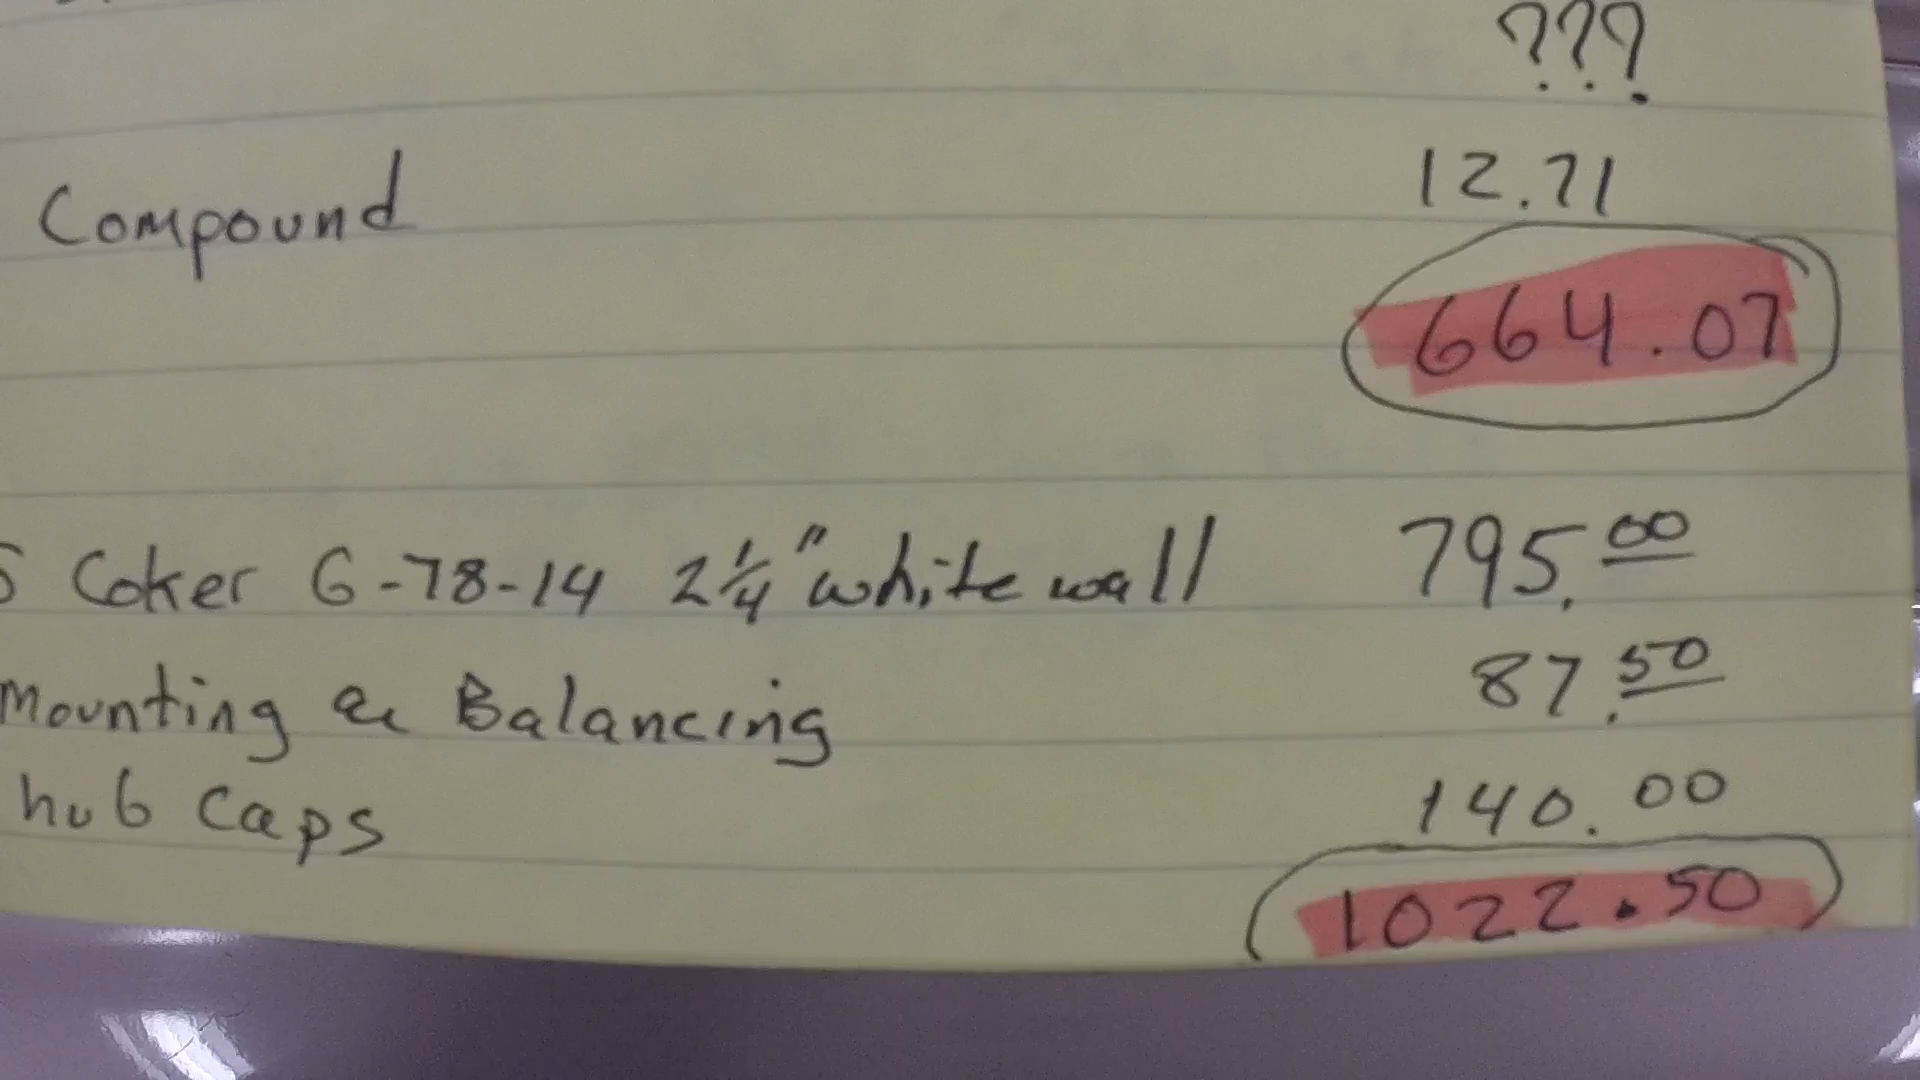 ???
Compound 12.71
664.07
5 Coker G-78-14 2¼" white wall 795.00
Mounting & Balancing 87.50
hub Caps 140.00
1022.50